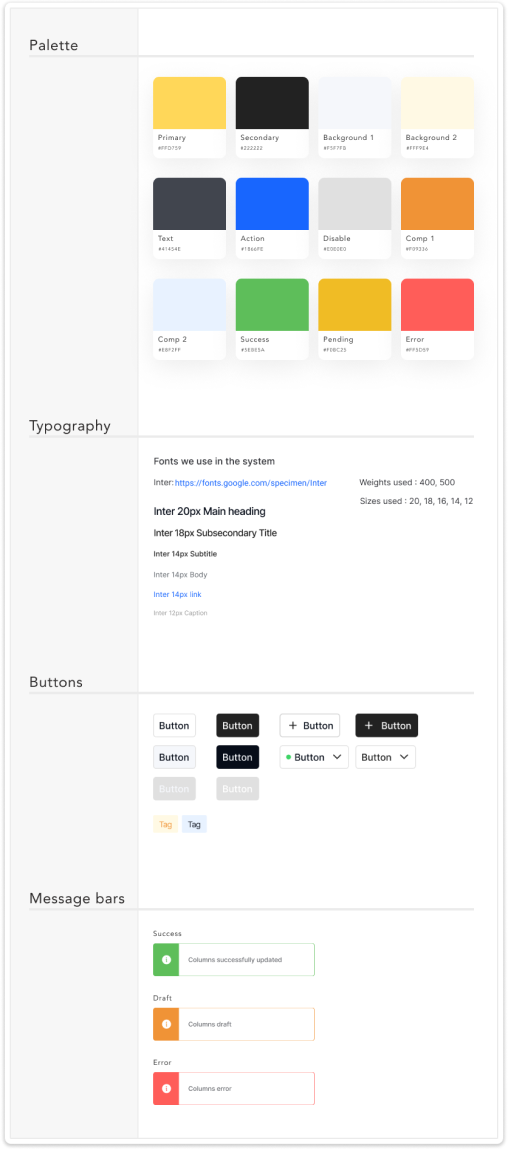 Palette
Primary
#FFD759
Secondary
#222222
Background 1
#F5F7FB
Background 2
#FFF9E4
Text
#41454E
Action
#1866FE
Disable
#E0E0E0
Comp 1
#F09236
Comp 2
#E8F2FF
Success
#5EBE5A
Pending
#F0BC25
Error
#FF5D59
Typography
Fonts we use in the system
Inter: https://fonts.google.com/specimen/Inter
Weights used : 400, 500
Sizes used : 20, 18, 16, 14, 12
Inter 20px Main heading
Inter 18px Subsecondary Title
Inter 14px Subtitle
Inter 14px Body
Inter 14px link
Inter 12px Caption
Buttons
Button Button + Button + Button
Button Button Button Button
Button Button
Tag Tag
Message bars
Success
Columns successfully updated
Draft
Columns draft
Error
Columns error